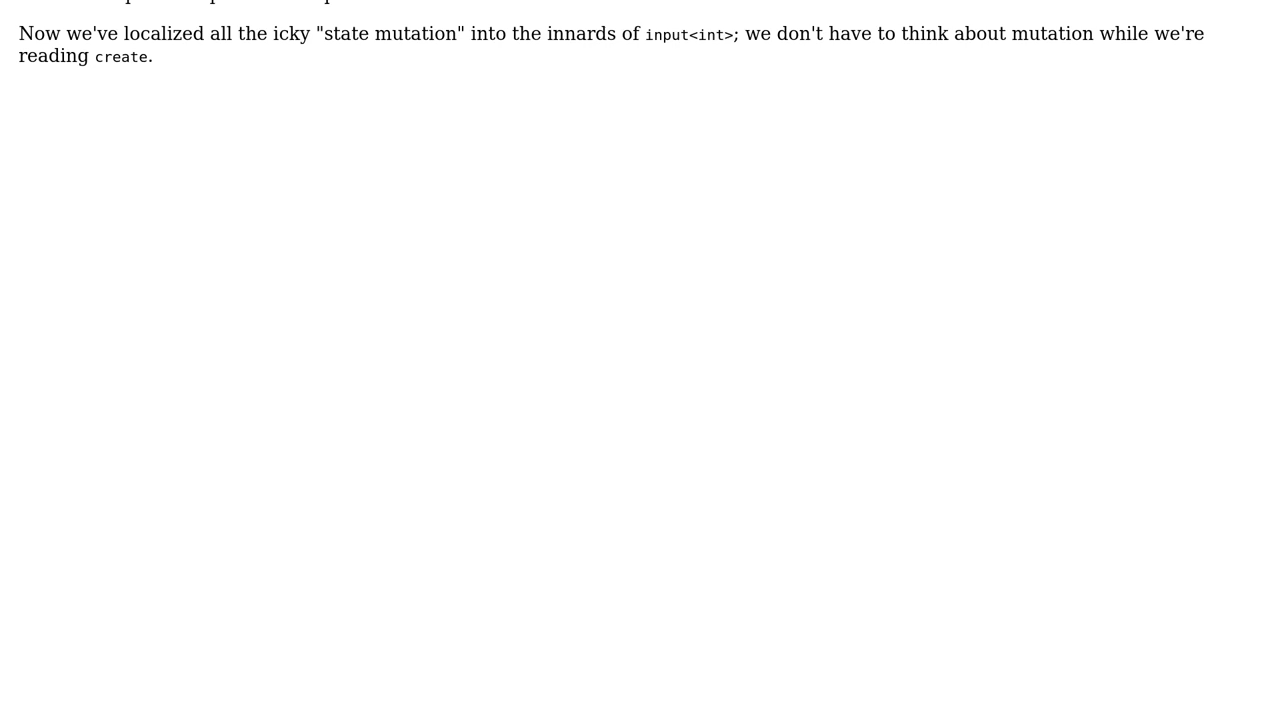 Now we've localized all the icky "state mutation" into the innards of input<int>; we don't have to think about mutation while we're
reading create.